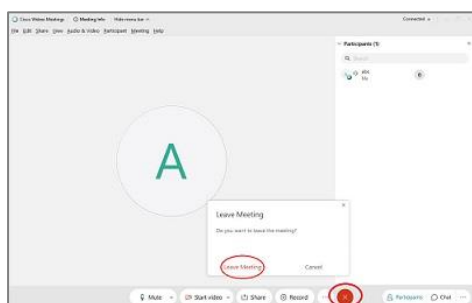 Cisco Webex Meetings Meeting Info Hide menu bar Connected
File Edit Share View Audio & Video Participant Meeting Help
Participants (1)
Search
Me
A
Leave Meeting
Do you want to leave the meeting?
Leave Meeting Cancel
Mute Start video Share Record Participants Chat